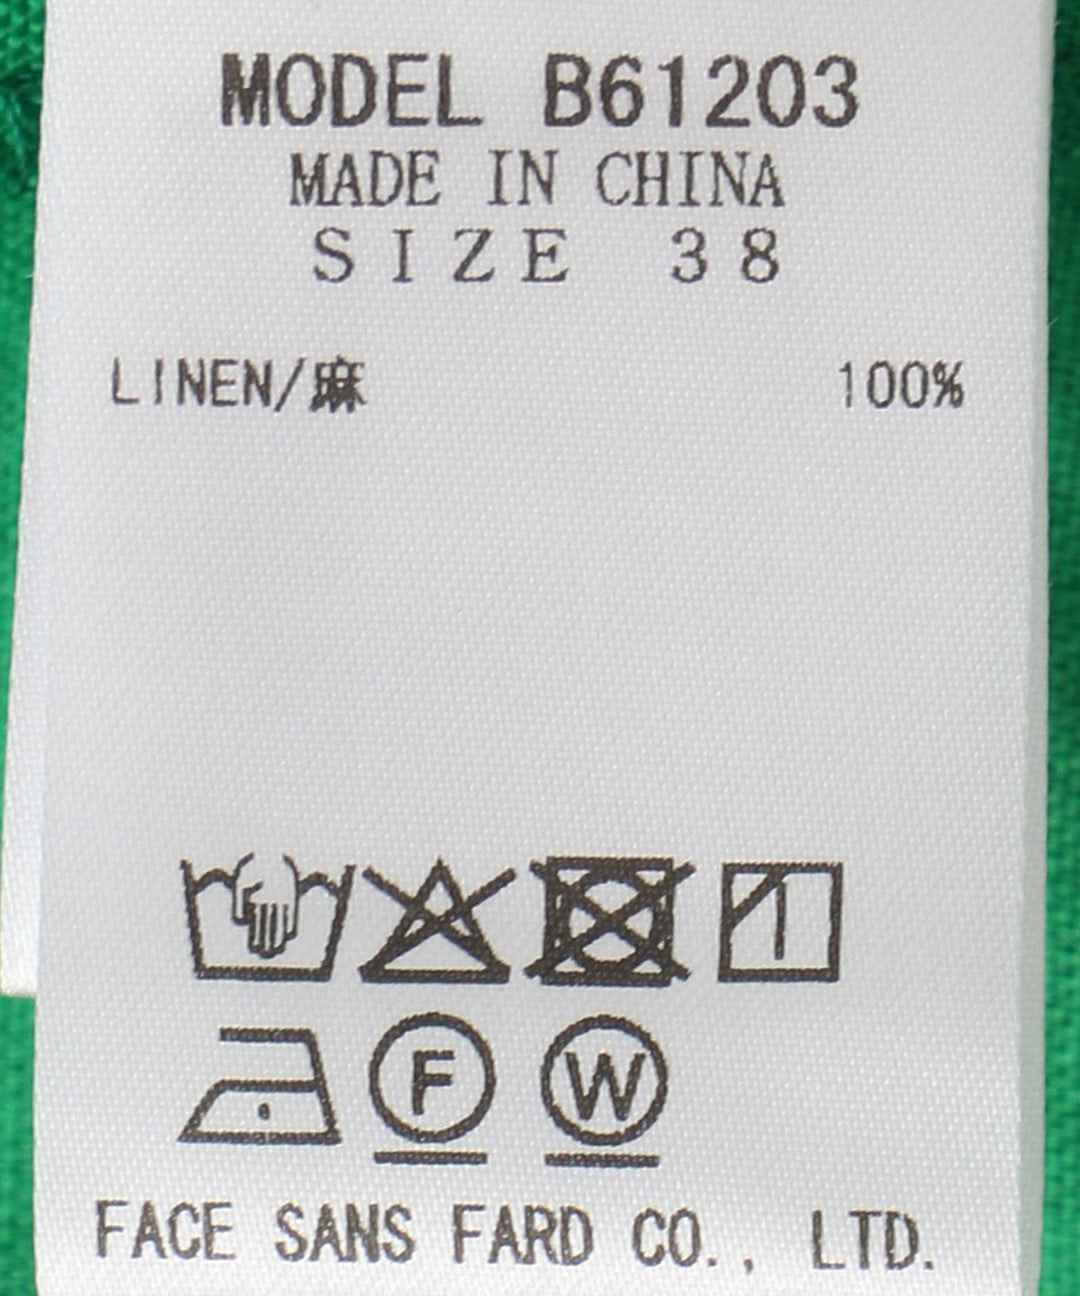 MODEL B61203
MADE IN CHINA
SIZE 38
LINEN/麻 100%
F W
FACE SANS FARD CO., LTD.